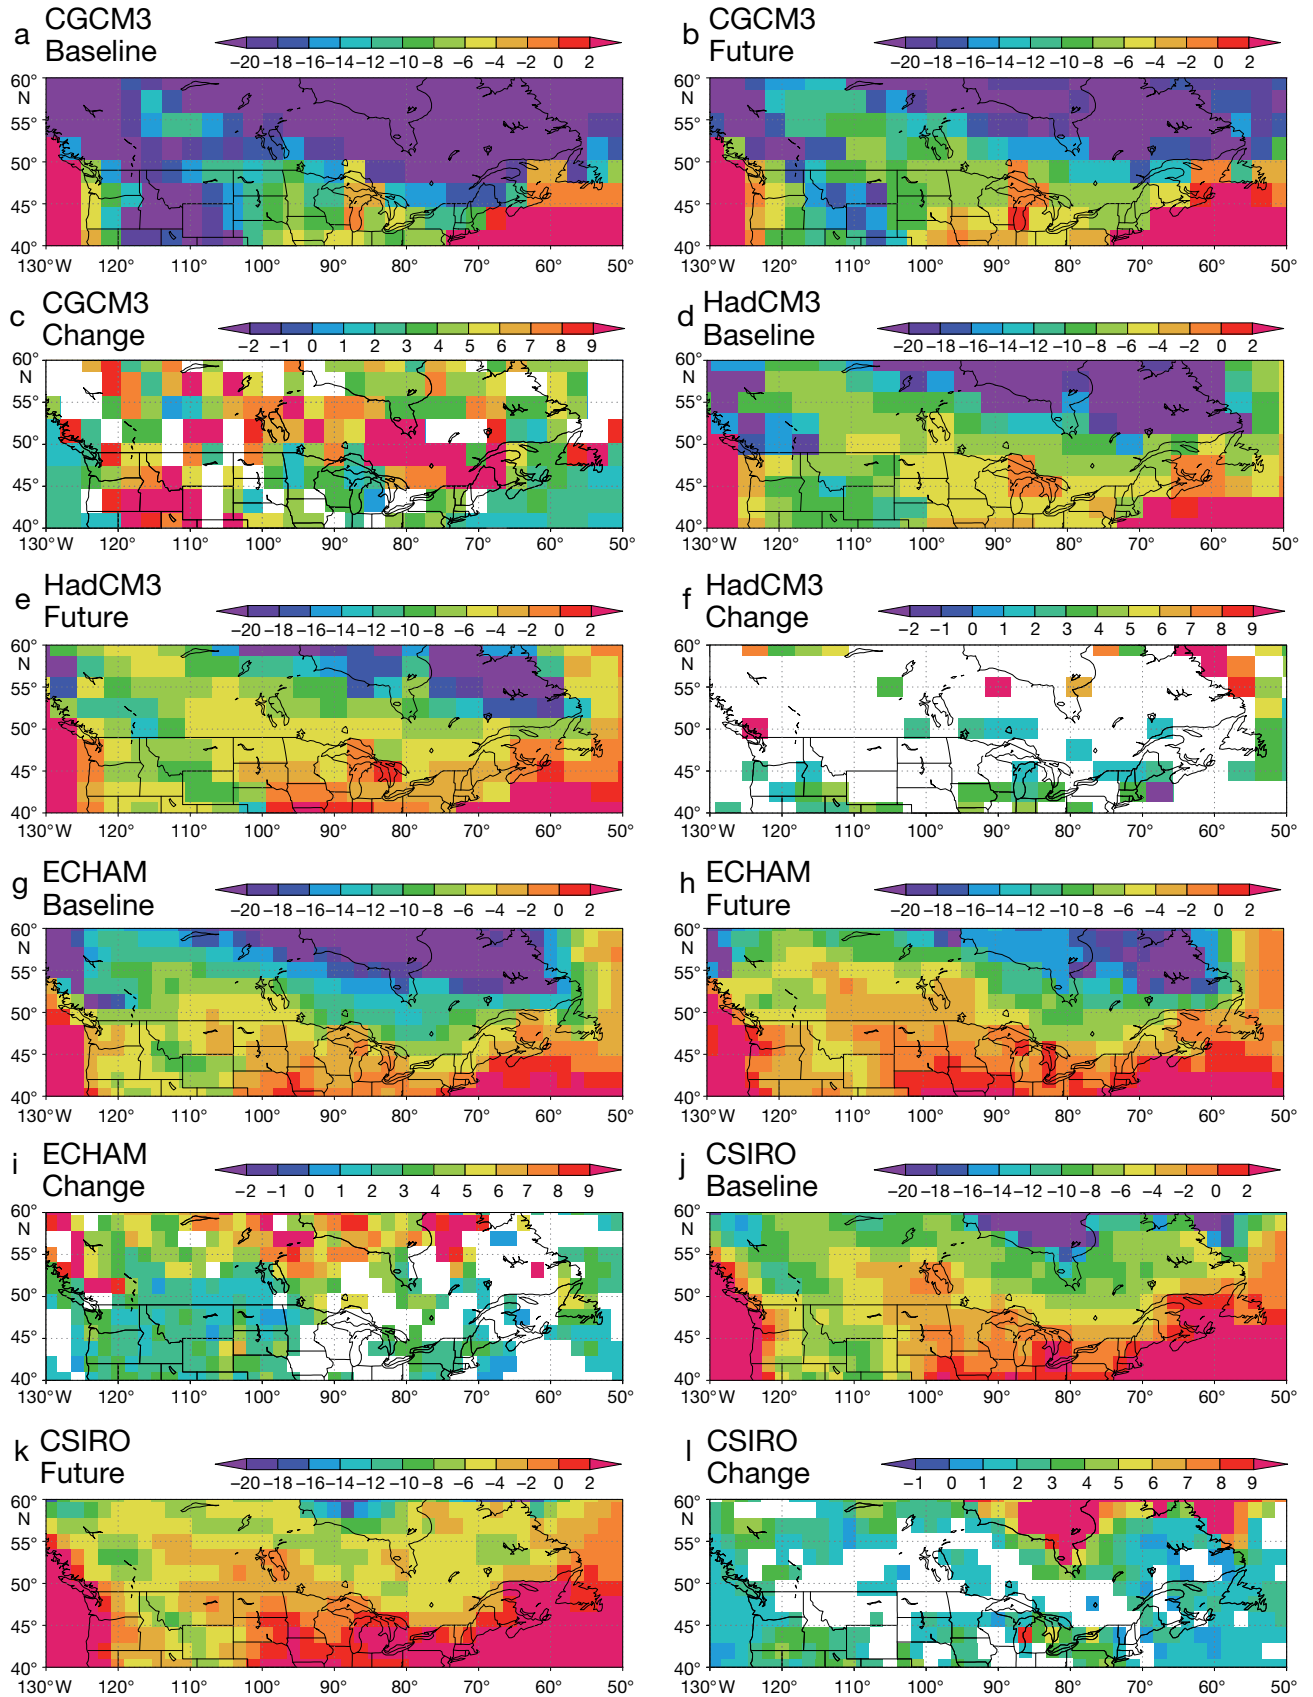 a CGCM3
Baseline
−20 −18 −16 −14 −12 −10 −8 −6 −4 −2 0 2
b CGCM3
Future
−20 −18 −16 −14 −12 −10 −8 −6 −4 −2 0 2
60°
N
55°
50°
45°
40°
130°W 120° 110° 100° 90° 80° 70° 60° 50°
60°
N
55°
50°
45°
40°
130°W 120° 110° 100° 90° 80° 70° 60° 50°
c CGCM3
Change
−2 −1 0 1 2 3 4 5 6 7 8 9
d HadCM3
Baseline
−20 −18 −16 −14 −12 −10 −8 −6 −4 −2 0 2
60°
N
55°
50°
45°
40°
130°W 120° 110° 100° 90° 80° 70° 60° 50°
60°
N
55°
50°
45°
40°
130°W 120° 110° 100° 90° 80° 70° 60° 50°
e HadCM3
Future
−20 −18 −16 −14 −12 −10 −8 −6 −4 −2 0 2
f HadCM3
Change
−2 −1 0 1 2 3 4 5 6 7 8 9
60°
N
55°
50°
45°
40°
130°W 120° 110° 100° 90° 80° 70° 60° 50°
60°
N
55°
50°
45°
40°
130°W 120° 110° 100° 90° 80° 70° 60° 50°
g ECHAM
Baseline
−20 −18 −16 −14 −12 −10 −8 −6 −4 −2 0 2
h ECHAM
Future
−20 −18 −16 −14 −12 −10 −8 −6 −4 −2 0 2
60°
N
55°
50°
45°
40°
130°W 120° 110° 100° 90° 80° 70° 60° 50°
60°
N
55°
50°
45°
40°
130° 120° 110° 100° 90° 80° 70° 60° 50°
i ECHAM
Change
−2 −1 0 1 2 3 4 5 6 7 8 9
j CSIRO
Baseline
−20 −18 −16 −14 −12 −10 −8 −6 −4 −2 0 2
60°
N
55°
50°
45°
40°
130°W 120° 110° 100° 90° 80° 70° 60° 50°
60°
N
55°
50°
45°
40°
130°W 120° 110° 100° 90° 80° 70° 60° 50°
k CSIRO
Future
−20 −18 −16 −14 −12 −10 −8 −6 −4 −2 0 2
l CSIRO
Change
−1 0 1 2 3 4 5 6 7 8 9
60°
N
55°
50°
45°
40°
130°W 120° 110° 100° 90° 80° 70° 60° 50°
60°
N
55°
50°
45°
40°
130°W 120° 110° 100° 90° 80° 70° 60° 50°